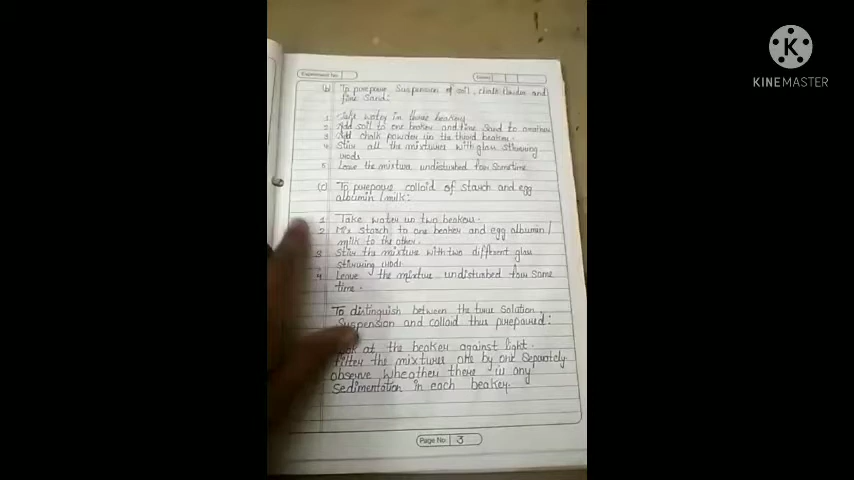 K
KINEMASTER
Experiment No.
Date
(b) To prepare Suspension of soil, chalk Powder and
fine Sand:
1 Take water in three beakers
2 Add soil to one beaker and fine Sand to another
3 Add chalk powder in the third beaker.
4 Stir all the mixtures with glass stirring
rods
5 Leave the mixture undisturbed for Sometime
(c) To prepare colloid of starch and egg
albumin /milk:
1 Take water in two beakers.
2 Mix starch to one beaker and egg albumin/
milk to the other.
3 Stir the mixture with two different glass
stirring rods
4 Leave the mixture undisturbed for Some
time.
To distinguish between the true Solution,
Suspension and colloid thus prepared:
at the beaker against light.
filter the mixtures one by one Separately
observe Wheather there is any
Sedimentation in each beaker.
Page No. 3